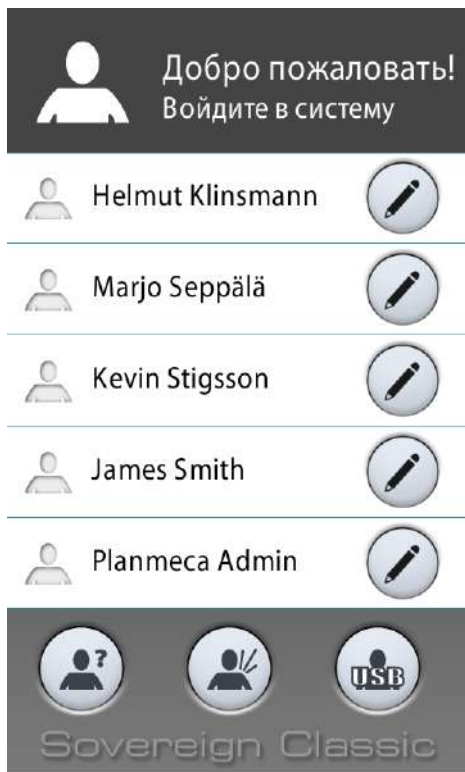 Добро пожаловать!
Войдите в систему
Helmut Klinsmann
Marjo Seppälä
Kevin Stigsson
James Smith
Planmeca Admin
?
USB
Sovereign Classic